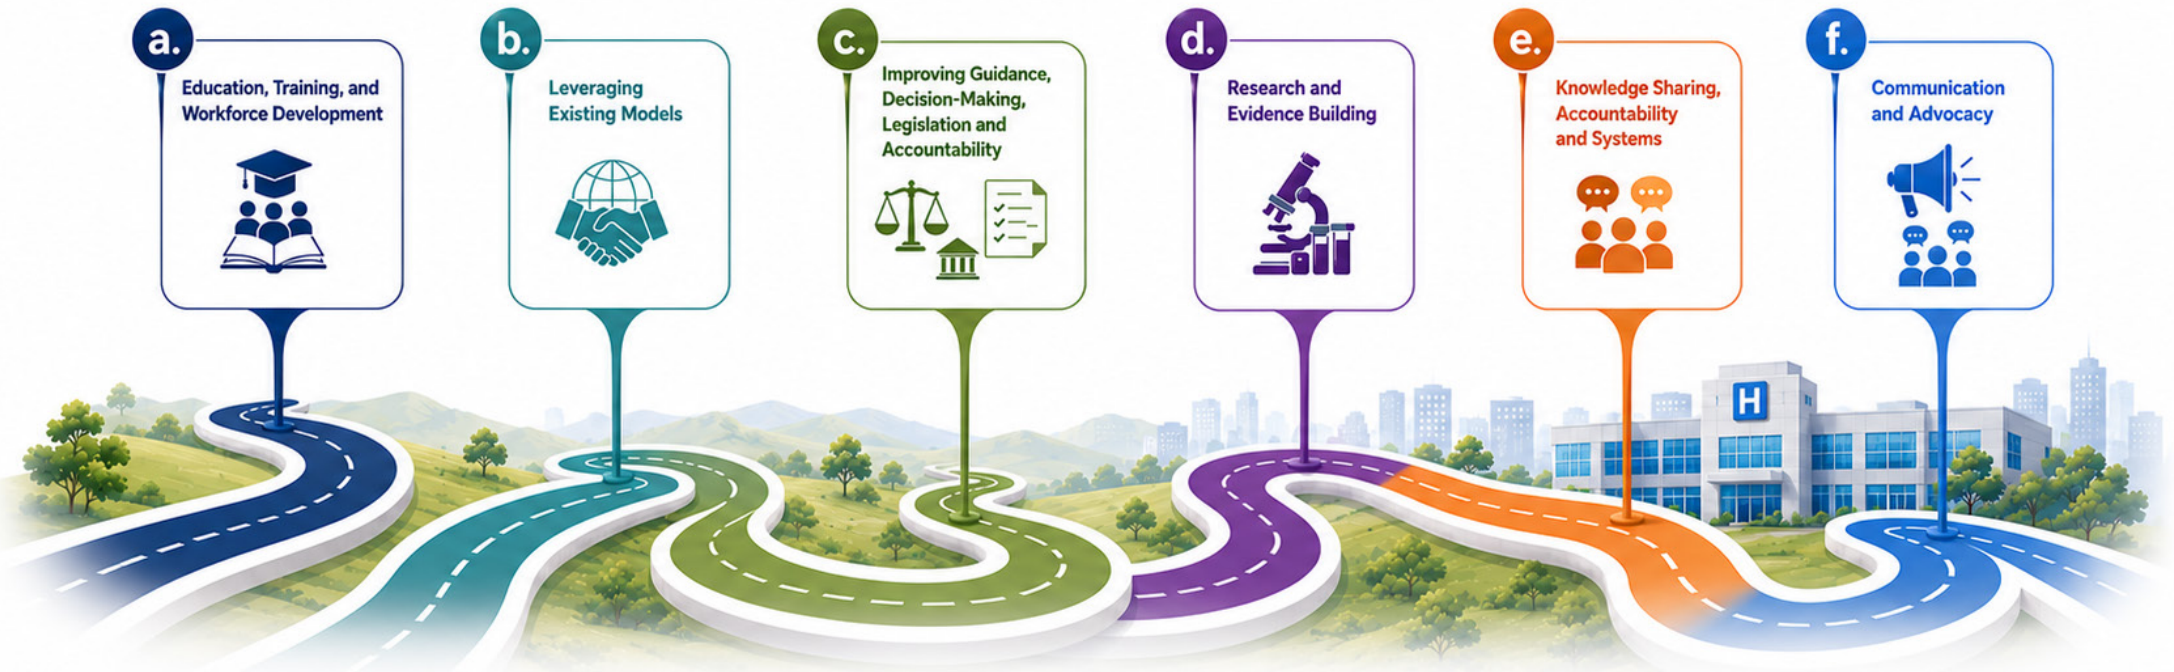 a.
Education, Training, and
Workforce Development
b.
Leveraging
Existing Models
c.
Improving Guidance,
Decision-Making,
Legislation and
Accountability
d.
Research and
Evidence Building
e.
Knowledge Sharing,
Accountability
and Systems
f.
Communication
and Advocacy
H